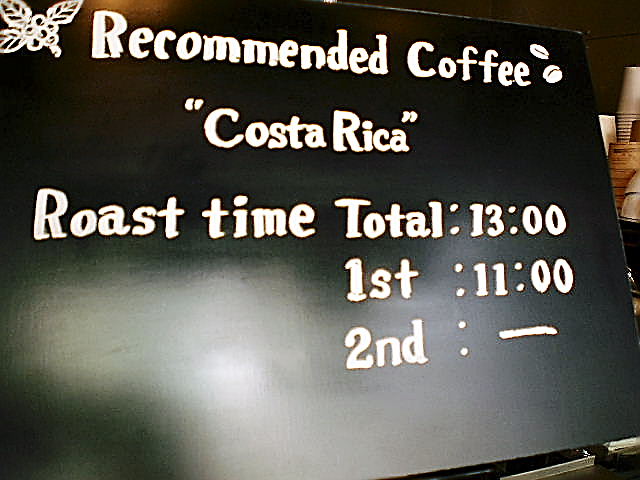 Recommended Coffee
"Costa Rica"
Roast time Total: 13:00
1st : 11:00
2nd : —